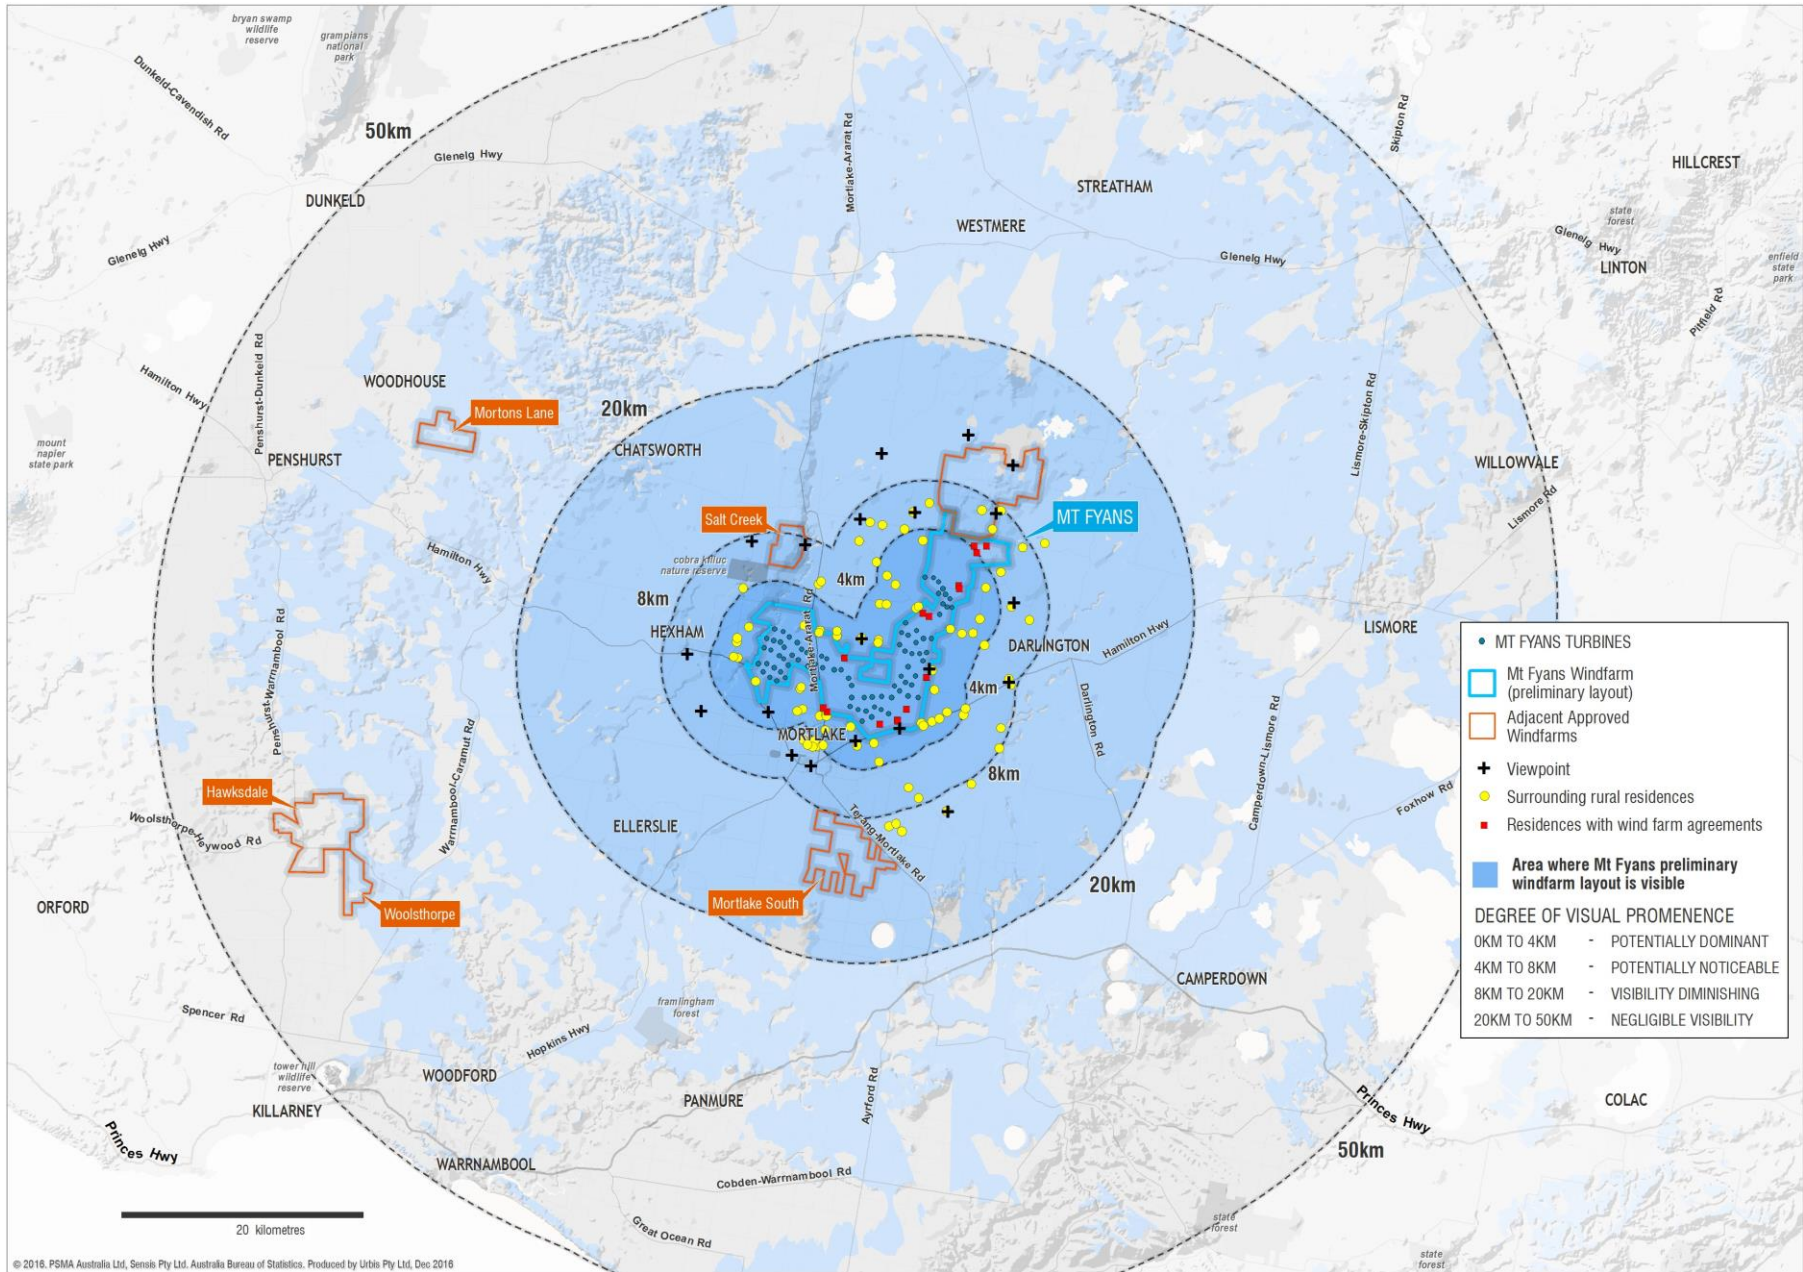 bryan swamp
wildlife
reserve
grampians
national
park
Dunkeld-Cavendish Rd
50km
Glenelg Hwy
Mortlake-Ararat Rd
Skipton Rd
HILLCREST
DUNKELD
STREATHAM
state
forest
WESTMERE
Glenelg Hwy
Glenelg Hwy
Glenelg Hwy
LINTON
enfield
state
park
Pitfield Rd
Penshurst-Dunkeld Rd
Hamilton Hwy
WOODHOUSE
Mortons Lane
20km
CHATSWORTH
mount
napier
state park
PENSHURST
Lismore-Skipton Rd
WILLOWVALE
Lismore Rd
Salt Creek
MT FYANS
Hamilton Hwy
cobra killuc
nature reserve
4km
8km
HEXHAM
Mortlake-Ararat Rd
DARLINGTON
Hamilton Hwy
LISMORE
Penshurst-Warrnambool Rd
4km
Darlington Rd
MORTLAKE
Warrnambool-Caramut Rd
8km
Camperdown-Lismore Rd
Foxhow Rd
Hawksdale
Woolsthorpe-Heywood Rd
ELLERSLIE
Terang-Mortlake Rd
20km
ORFORD
Woolsthorpe
Mortlake South
CAMPERDOWN
framlingham
forest
Spencer Rd
Hopkins Hwy
tower hill
wildlife
reserve
WOODFORD
KILLARNEY
PANMURE
Ayrford Rd
Princes Hwy
COLAC
Princes Hwy
50km
WARRNAMBOOL
Cobden-Warrnambool Rd
Great Ocean Rd
state
forest
state
forest
MT FYANS TURBINES
Mt Fyans Windfarm
(preliminary layout)
Adjacent Approved
Windfarms
Viewpoint
Surrounding rural residences
Residences with wind farm agreements
Area where Mt Fyans preliminary
windfarm layout is visible
DEGREE OF VISUAL PROMENENCE
0KM TO 4KM - POTENTIALLY DOMINANT
4KM TO 8KM - POTENTIALLY NOTICEABLE
8KM TO 20KM - VISIBILITY DIMINISHING
20KM TO 50KM - NEGLIGIBLE VISIBILITY
20 kilometres
© 2016. PSMA Australia Ltd, Sensis Pty Ltd. Australia Bureau of Statistics. Produced by Urbis Pty Ltd, Dec 2016